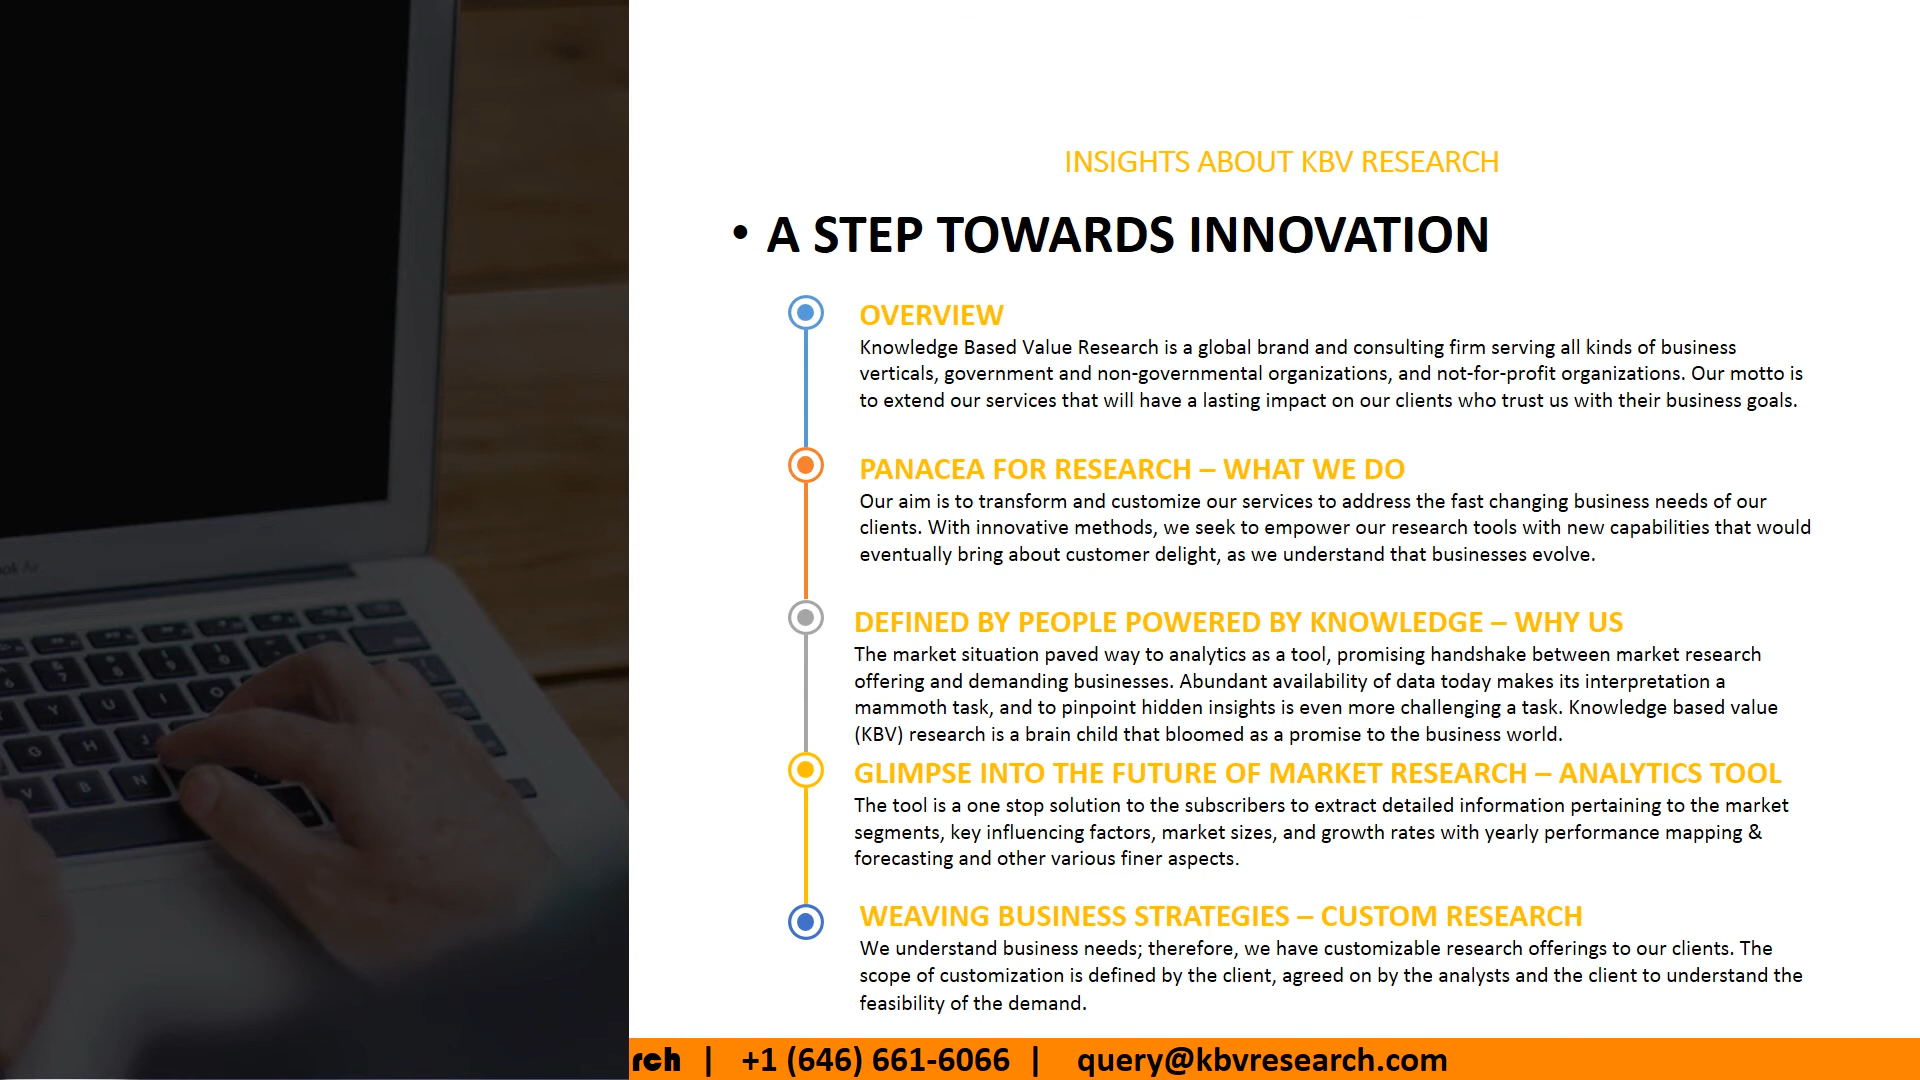 INSIGHTS ABOUT KBV RESEARCH
• A STEP TOWARDS INNOVATION
OVERVIEW
Knowledge Based Value Research is a global brand and consulting firm serving all kinds of business
verticals, government and non-governmental organizations, and not-for-profit organizations. Our motto is
to extend our services that will have a lasting impact on our clients who trust us with their business goals.
PANACEA FOR RESEARCH – WHAT WE DO
Our aim is to transform and customize our services to address the fast changing business needs of our
clients. With innovative methods, we seek to empower our research tools with new capabilities that would
eventually bring about customer delight, as we understand that businesses evolve.
DEFINED BY PEOPLE POWERED BY KNOWLEDGE – WHY US
The market situation paved way to analytics as a tool, promising handshake between market research
offering and demanding businesses. Abundant availability of data today makes its interpretation a
mammoth task, and to pinpoint hidden insights is even more challenging a task. Knowledge based value
(KBV) research is a brain child that bloomed as a promise to the business world.
GLIMPSE INTO THE FUTURE OF MARKET RESEARCH – ANALYTICS TOOL
The tool is a one stop solution to the subscribers to extract detailed information pertaining to the market
segments, key influencing factors, market sizes, and growth rates with yearly performance mapping &
forecasting and other various finer aspects.
WEAVING BUSINESS STRATEGIES – CUSTOM RESEARCH
We understand business needs; therefore, we have customizable research offerings to our clients. The
scope of customization is defined by the client, agreed on by the analysts and the client to understand the
feasibility of the demand.
rch | +1 (646) 661-6066 | query@kbvresearch.com